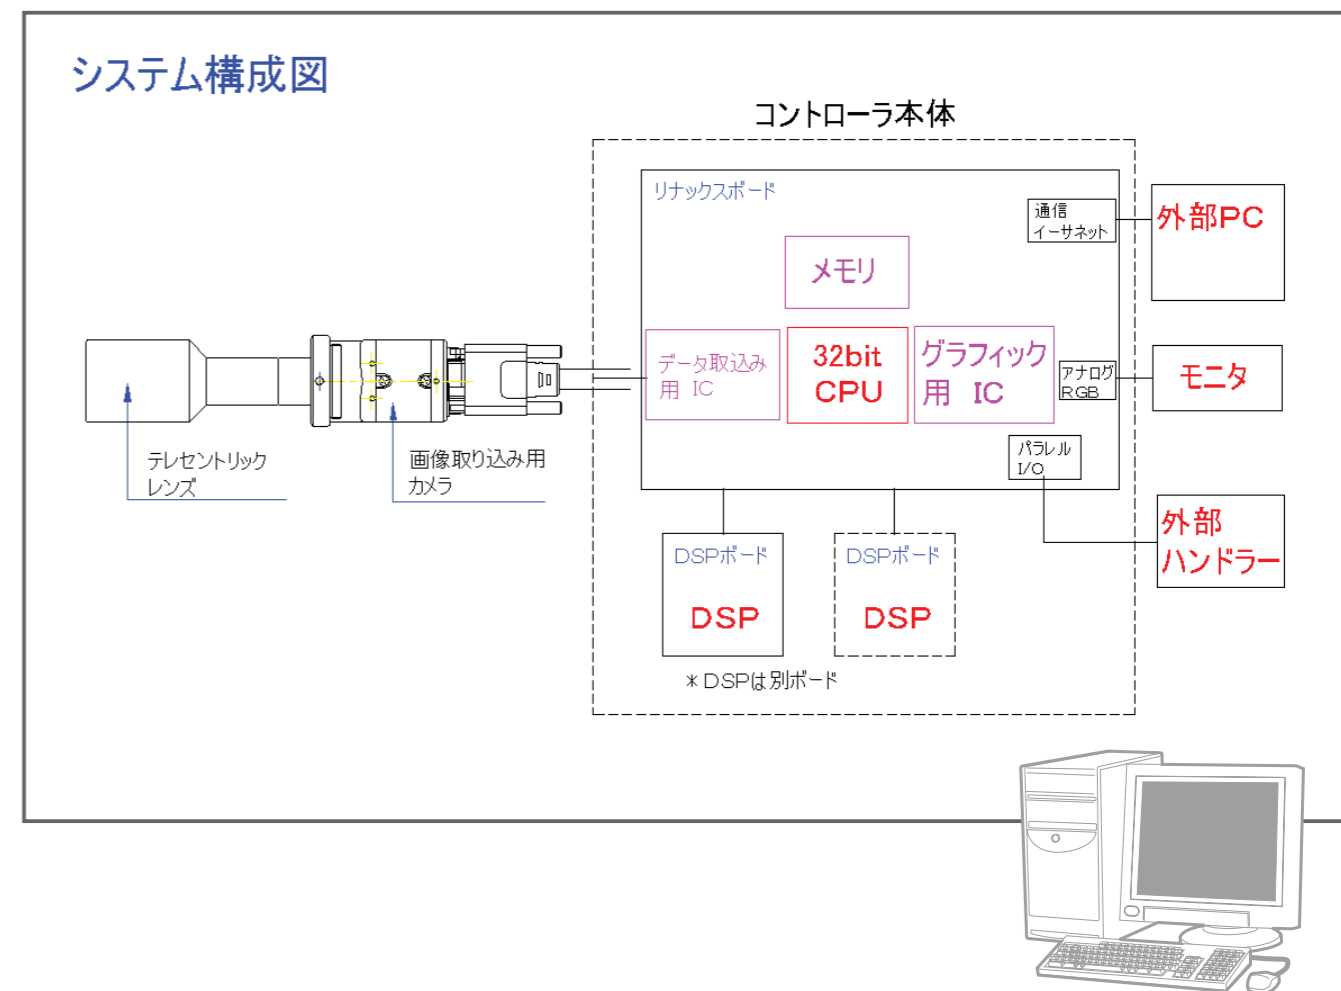 システム構成図
コントローラ本体
リナックスボード
通信
イーサネット
外部PC
メモリ
データ取込み
用 IC
32bit
CPU
グラフィック
用 IC
アナログ
RGB
モニタ
テレセントリック
レンズ
画像取り込み用
カメラ
パラレル
I/O
外部
ハンドラー
DSPボード
DSP
DSPボード
DSP
*DSPは別ボード